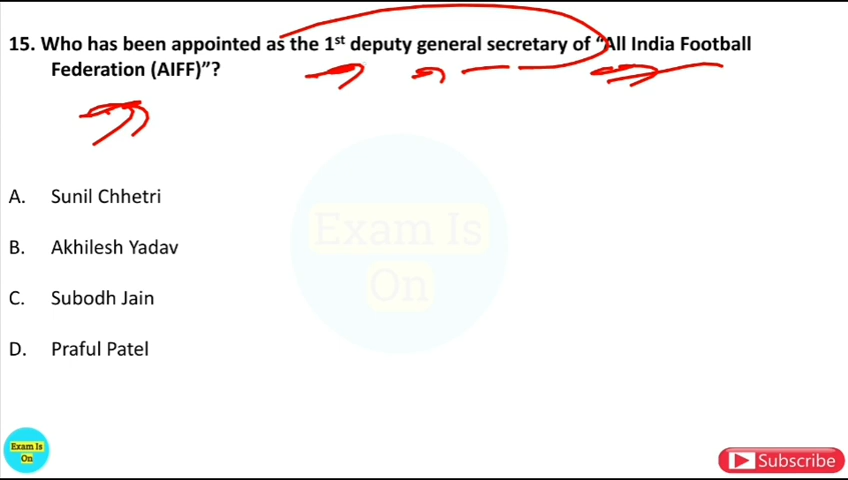 15. Who has been appointed as the 1st deputy general secretary of “All India Football
Federation (AIFF)”?
A. Sunil Chhetri
B. Akhilesh Yadav
C. Subodh Jain
D. Praful Patel
Exam Is
On
Exam Is
On
Subscribe